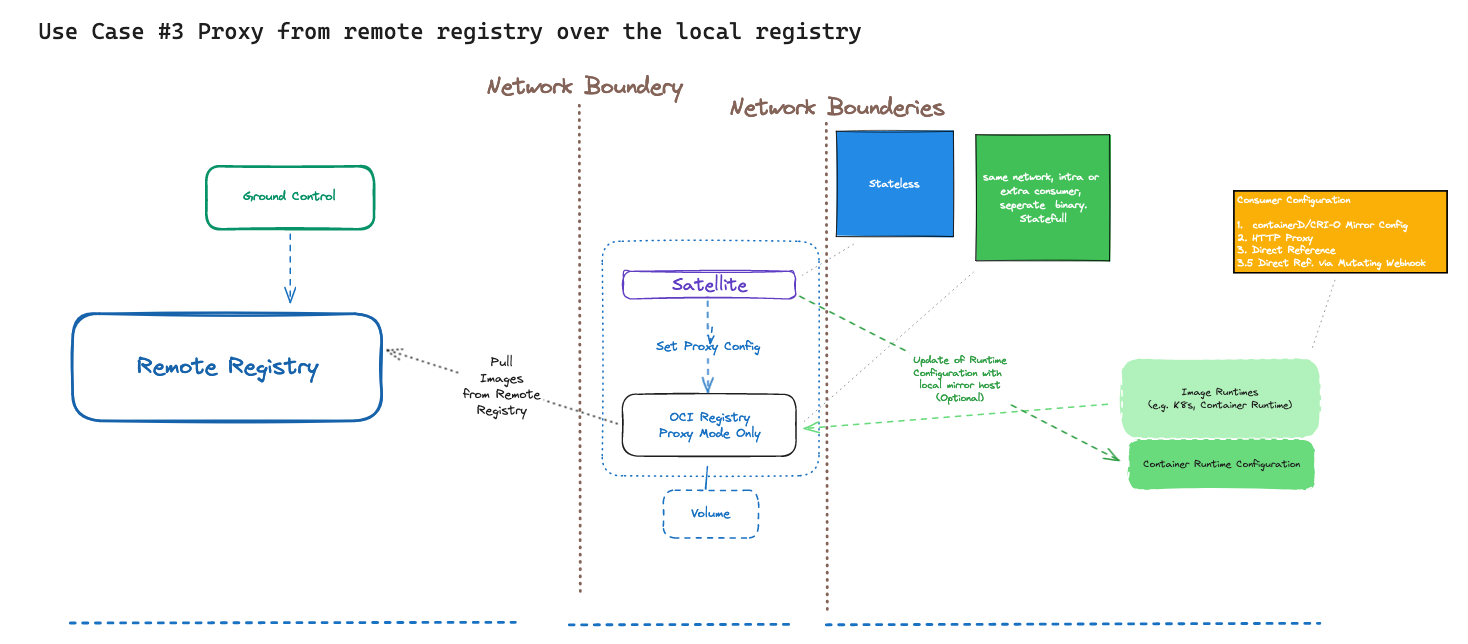 Use Case #3 Proxy from remote registry over the local registry
Network Boundery
Network Bounderies
Ground Control
Remote Registry
Pull
Images
from Remote
Registry
Satellite
Set Proxy Config
OCI Registry
Proxy Mode Only
Volume
Stateless
same network, intra or
extra consumer,
seperate binary.
Statefull
Update of Runtime
Configuration with
local mirror host
(Optional)
Consumer Configuration
1. containerD/CRI-O Mirror Config
2. HTTP Proxy
3. Direct Reference
3.5 Direct Ref. via Mutating Webhook
Image Runtimes
(e.g. K8s, Container Runtime)
Container Runtime Configuration